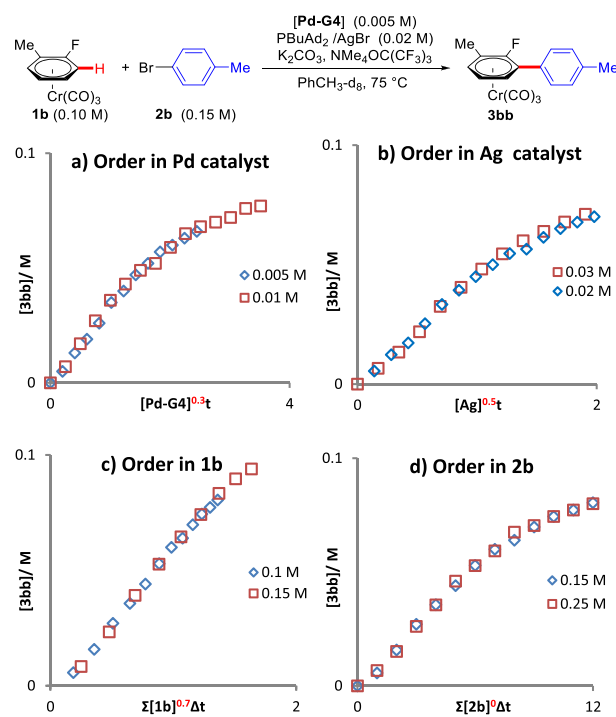 [Pd-G4] (0.005 M)
PBuAd2 /AgBr (0.02 M)
K2CO3, NMe4OC(CF3)3
PhCH3-d8, 75 °C
Me F
H
Cr(CO)3
1b (0.10 M)
+
Br
Me
2b (0.15 M)
Me F
Me
Cr(CO)3
3bb
a) Order in Pd catalyst
0.1
[3bb]/ M
0.005 M
0.01 M
0
0 4
[Pd-G4]0.3t
b) Order in Ag catalyst
0.1
[3bb]/ M
0.03 M
0.02 M
0
0 2
[Ag]0.5t
c) Order in 1b
0.1
[3bb]/ M
0.1 M
0.15 M
0
0 2
Σ[1b]0.7Δt
d) Order in 2b
0.1
[3bb]/ M
0.15 M
0.25 M
0
0 12
Σ[2b]0Δt